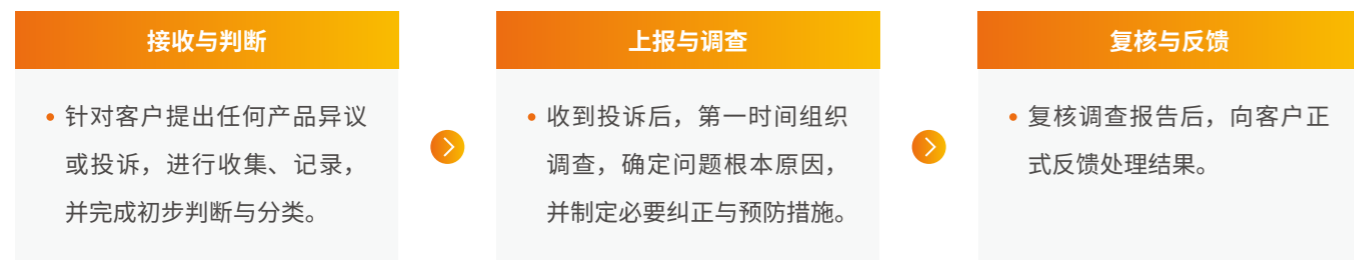 接收与判断
• 针对客户提出任何产品异议
或投诉，进行收集、记录，
并完成初步判断与分类。
上报与调查
• 收到投诉后，第一时间组织
调查，确定问题根本原因，
并制定必要纠正与预防措施。
复核与反馈
• 复核调查报告后，向客户正
式反馈处理结果。